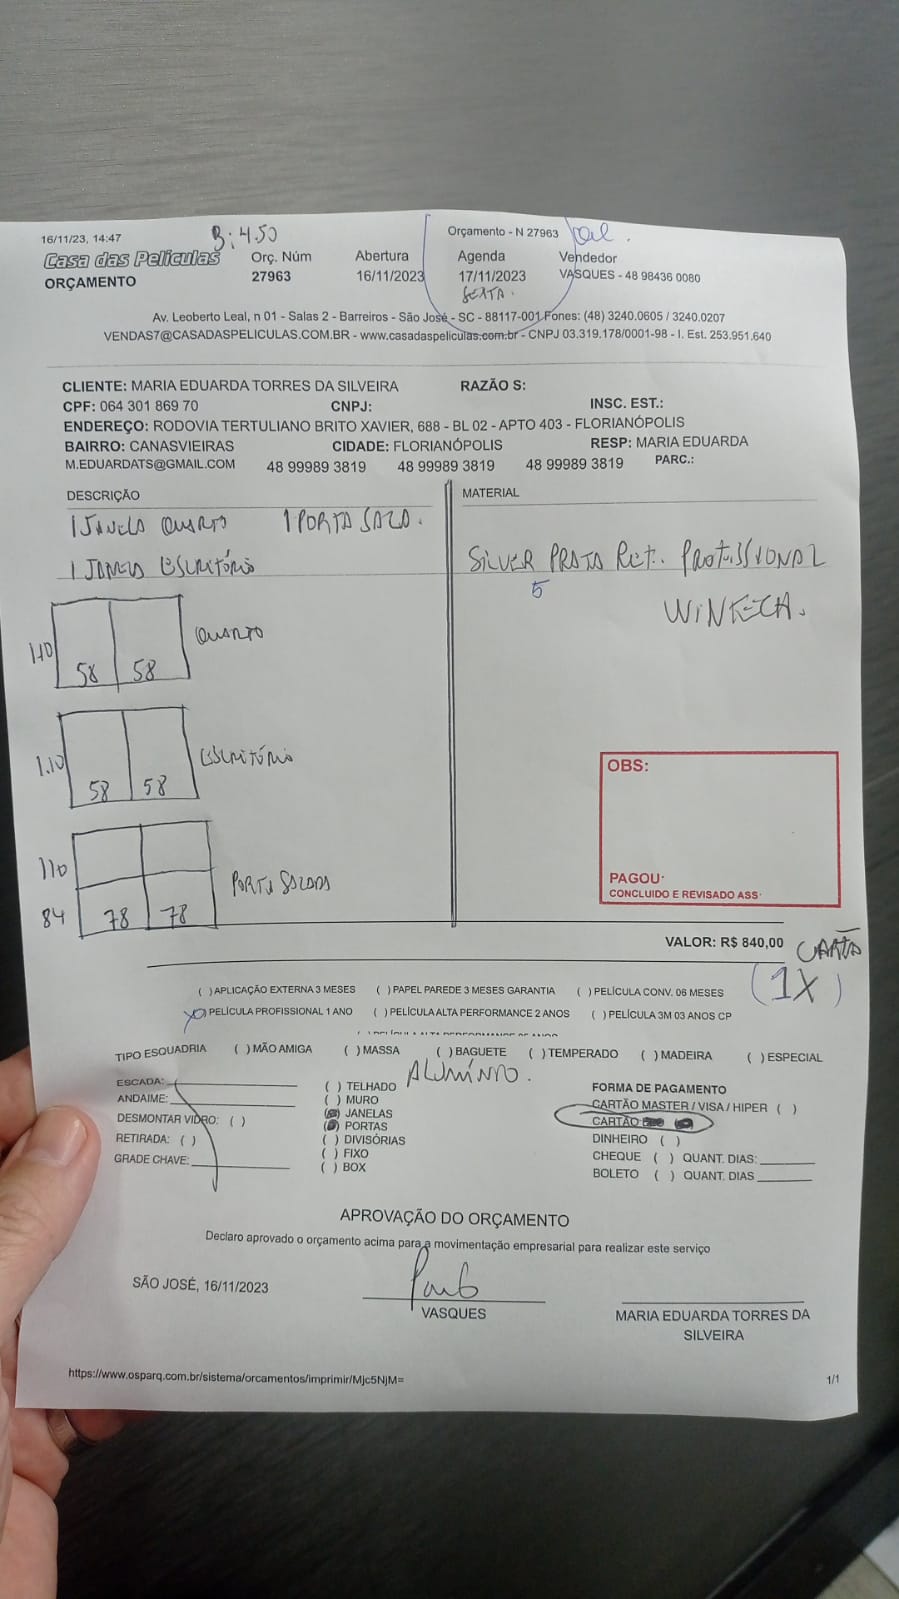 16/11/23, 14:47 3:4.50 Orçamento - N 27963
Casa das Películas Orç. Núm Abertura Agenda Vendedor
ORÇAMENTO 27963 16/11/2023 17/11/2023 VASQUES - 48 98436 0080
SEXTA.
Av. Leoberto Leal, n 01 - Salas 2 - Barreiros - São José - SC - 88117-001 Fones: (48) 3240.0605 / 3240.0207
VENDAS7@CASADASPELICULAS.COM.BR - www.casadaspeliculas.com.br - CNPJ 03.319.178/0001-98 - I. Est. 253.951.640
CLIENTE: MARIA EDUARDA TORRES DA SILVEIRA RAZÃO S:
CPF: 064 301 869 70 CNPJ: INSC. EST.:
ENDEREÇO: RODOVIA TERTULIANO BRITO XAVIER, 688 - BL 02 - APTO 403 - FLORIANÓPOLIS
BAIRRO: CANASVIEIRAS CIDADE: FLORIANÓPOLIS RESP: MARIA EDUARDA
M.EDUARDATS@GMAIL.COM 48 99989 3819 48 99989 3819 48 99989 3819 PARC.:
DESCRIÇÃO MATERIAL
1 JANELA QUARTO 1 PORTA SALA.
1 JANELA ESCRITÓRIO SILVER PRATA Ret. PROFISSIONAL
5
WINTECH.
110 58 58 QUARTO
1.10 58 58 ESCRITÓRIO
110
84 78 78 PORTA SACADA
OBS:
PAGOU:
CONCLUIDO E REVISADO ASS:
VALOR: R$ 840,00 CARTÃO
(1X)
( )APLICAÇÃO EXTERNA 3 MESES ( )PAPEL PAREDE 3 MESES GARANTIA ( )PELÍCULA CONV. 06 MESES
( )PELÍCULA PROFISSIONAL 1 ANO ( )PELÍCULA ALTA PERFORMANCE 2 ANOS ( )PELÍCULA 3M 03 ANOS CP
TIPO ESQUADRIA ( )MÃO AMIGA ( )MASSA ( )BAGUETE ( )TEMPERADO ( )MADEIRA ( )ESPECIAL
ALUMÍNIO.
ESCADA: ( )TELHADO FORMA DE PAGAMENTO
ANDAIME: ( )MURO CARTÃO MASTER / VISA / HIPER ( )
DESMONTAR VIDRO: ( ) ( )JANELAS CARTÃO
RETIRADA: ( ) ( )PORTAS DINHEIRO ( )
GRADE CHAVE: ( )DIVISÓRIAS CHEQUE ( ) QUANT. DIAS:
( )FIXO BOLETO ( ) QUANT. DIAS
( )BOX
APROVAÇÃO DO ORÇAMENTO
Declaro aprovado o orçamento acima para a movimentação empresarial para realizar este serviço
SÃO JOSÉ, 16/11/2023
VASQUES MARIA EDUARDA TORRES DA
SILVEIRA
https://www.osparq.com.br/sistema/orcamentos/imprimir/Mjc5NjM= 1/1